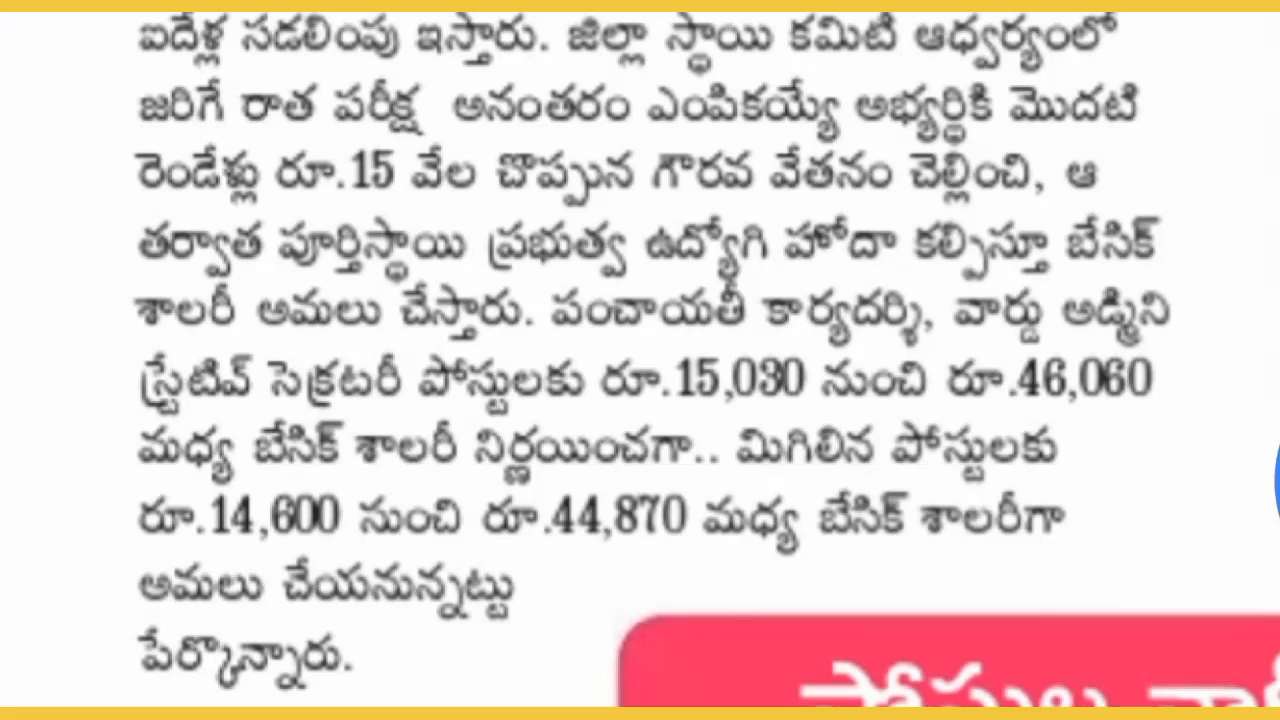 ఐదేళ్ల సడలింపు ఇస్తారు. జిల్లా స్థాయి కమిటీ ఆధ్వర్యంలో
జరిగే రాత పరీక్ష అనంతరం ఎంపికయ్యే అభ్యర్థికి మొదటి
రెండేళ్లు రూ.15 వేల చొప్పున గౌరవ వేతనం చెల్లించి, ఆ
తర్వాత పూర్తిస్థాయి ప్రభుత్వ ఉద్యోగి హోదా కల్పిస్తూ బేసిక్
శాలరీ అమలు చేస్తారు. పంచాయతీ కార్యదర్శి, వార్డు అడ్మిని
స్ట్రేటివ్ సెక్రటరీ పోస్టులకు రూ.15,030 నుంచి రూ.46,060
మధ్య బేసిక్ శాలరీ నిర్ణయించగా.. మిగిలిన పోస్టులకు
రూ.14,600 నుంచి రూ.44,870 మధ్య బేసిక్ శాలరీగా
అమలు చేయనున్నట్టు
పేర్కొన్నారు.